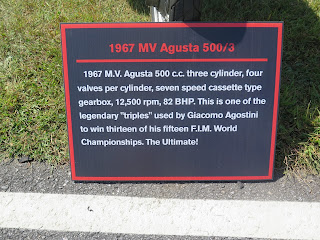 1967 MV Agusta 500/3
1967 M.V. Agusta 500 c.c. three cylinder, four
valves per cylinder, seven speed cassette type
gearbox, 12,500 rpm, 82 BHP. This is one of the
legendary "triples" used by Giacomo Agostini
to win thirteen of his fifteen F.I.M. World
Championships. The Ultimate!